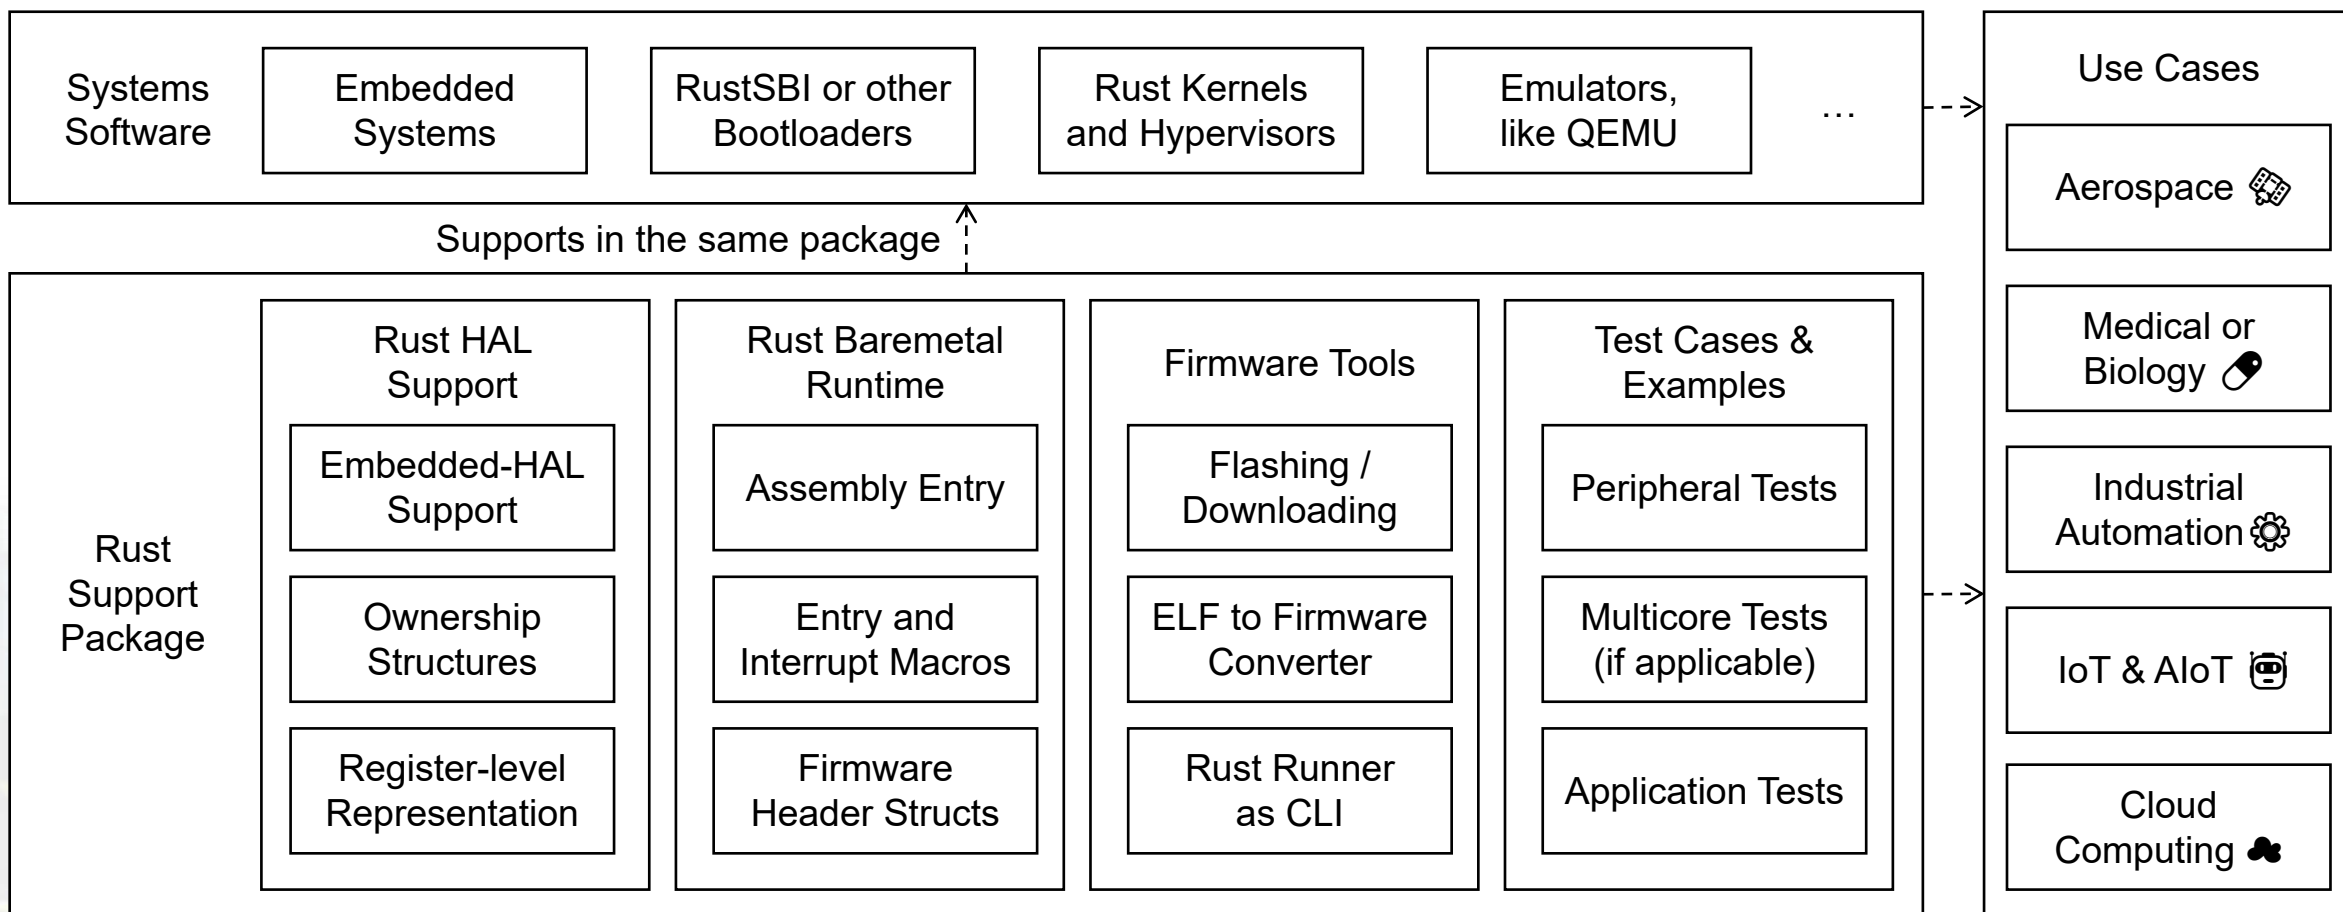 Systems
Software
Embedded
Systems
RustSBI or other
Bootloaders
Rust Kernels
and Hypervisors
Emulators,
like QEMU
...
Supports in the same package
Rust
Support
Package
Rust HAL
Support
Embedded-HAL
Support
Ownership
Structures
Register-level
Representation
Rust Baremetal
Runtime
Assembly Entry
Entry and
Interrupt Macros
Firmware
Header Structs
Firmware Tools
Flashing /
Downloading
ELF to Firmware
Converter
Rust Runner
as CLI
Test Cases &
Examples
Peripheral Tests
Multicore Tests
(if applicable)
Application Tests
Use Cases
Aerospace
Medical or
Biology
Industrial
Automation
IoT & AIoT
Cloud
Computing